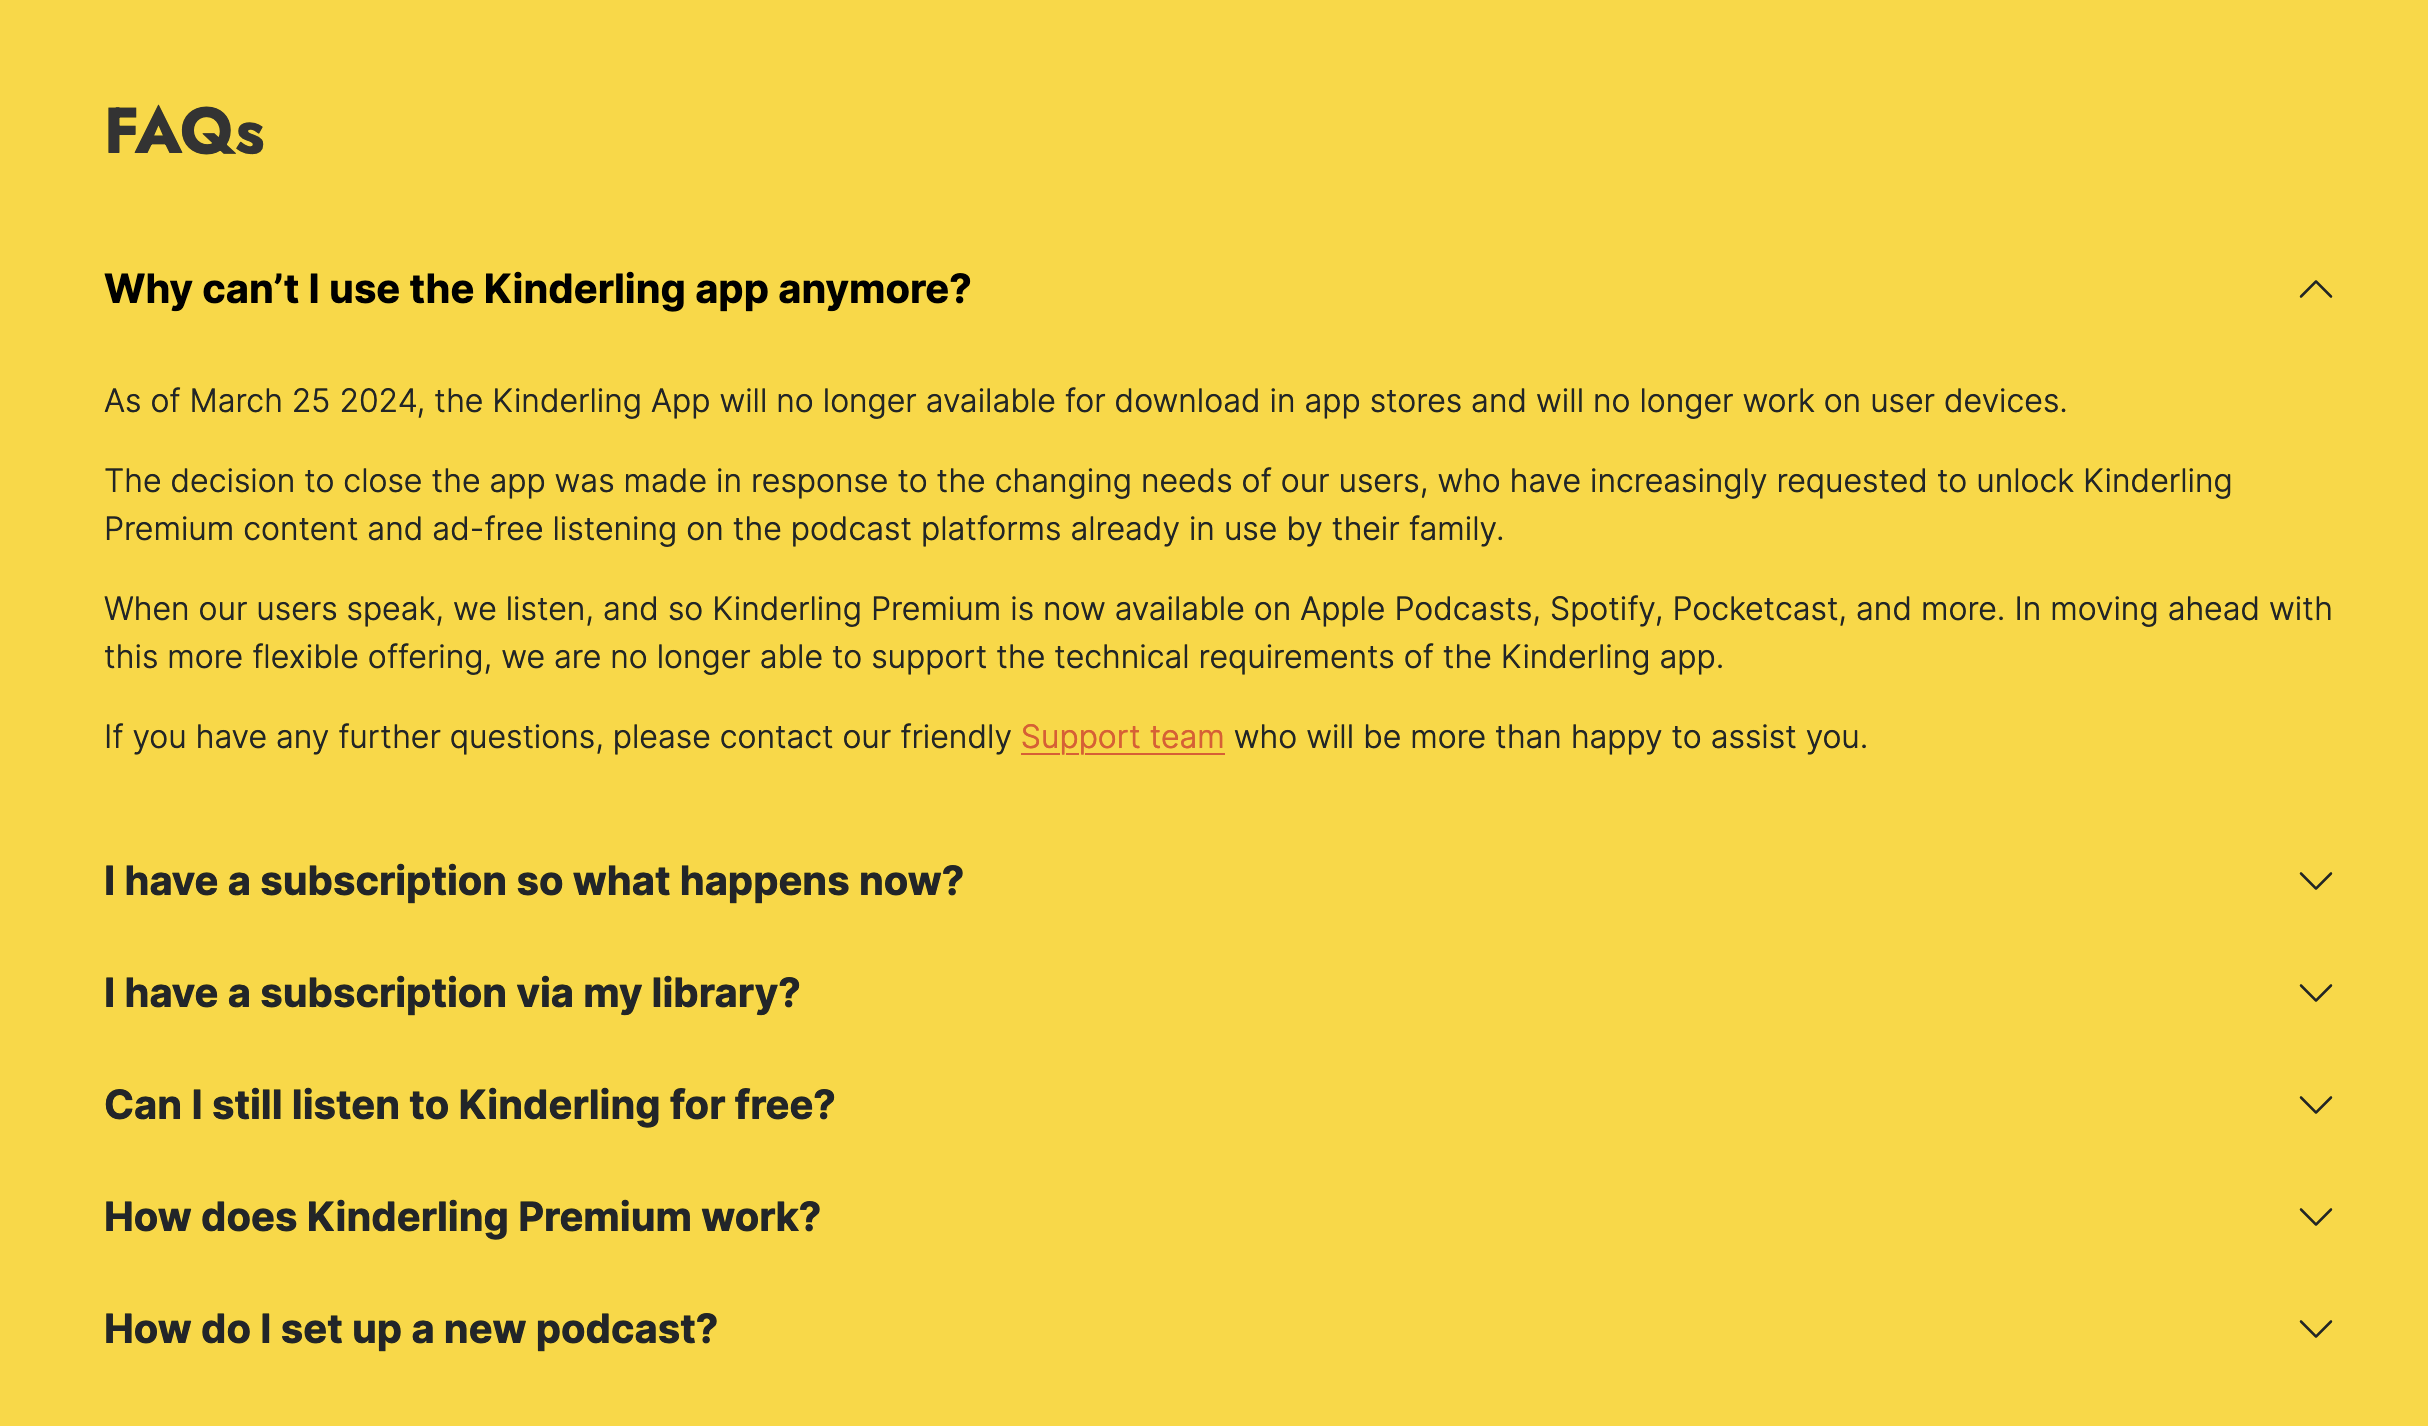 FAQs
Why can’t I use the Kinderling app anymore?
As of March 25 2024, the Kinderling App will no longer available for download in app stores and will no longer work on user devices.
The decision to close the app was made in response to the changing needs of our users, who have increasingly requested to unlock Kinderling
Premium content and ad-free listening on the podcast platforms already in use by their family.
When our users speak, we listen, and so Kinderling Premium is now available on Apple Podcasts, Spotify, Pocketcast, and more. In moving ahead with
this more flexible offering, we are no longer able to support the technical requirements of the Kinderling app.
If you have any further questions, please contact our friendly Support team who will be more than happy to assist you.
I have a subscription so what happens now?
I have a subscription via my library?
Can I still listen to Kinderling for free?
How does Kinderling Premium work?
How do I set up a new podcast?